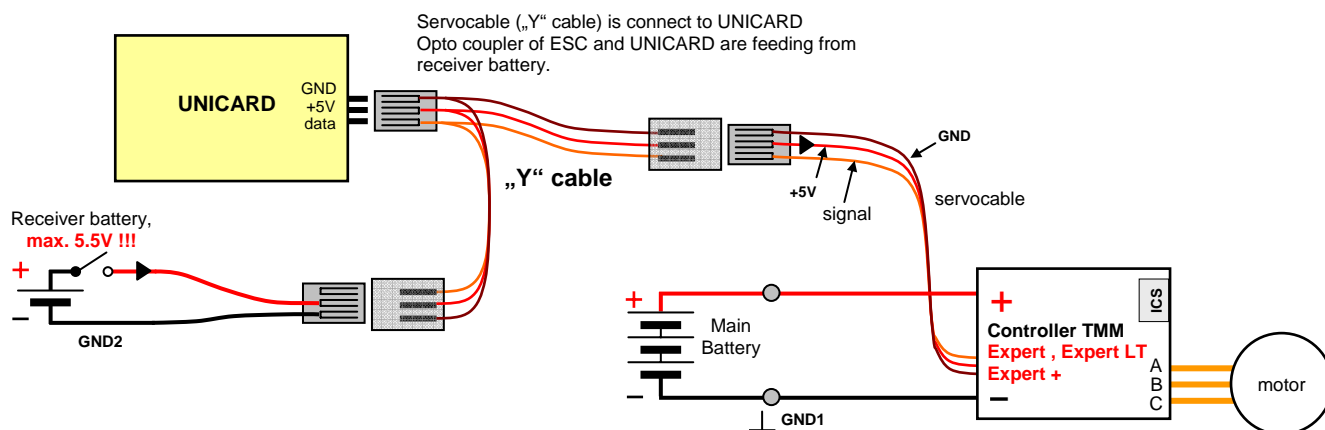 Servocable („Y“ cable) is connect to UNICARD
Opto coupler of ESC and UNICARD are feeding from
receiver battery.
UNICARD
GND
+5V
data
„Y“ cable
GND
+5V
signal
servocable
Receiver battery,
max. 5.5V !!!
+
−
GND2
+
Main
Battery
−
GND1
+
ICS
Controller TMM
Expert , Expert LT
Expert +
−
A
B
C
motor